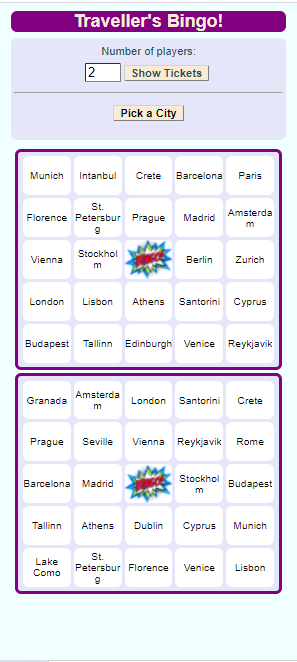 Traveller's Bingo!
Number of players:
2 Show Tickets
Pick a City
Munich Intanbul Crete Barcelona Paris
Florence St. Petersburg Prague Madrid Amsterdam
Vienna Stockholm BINGO Berlin Zurich
London Lisbon Athens Santorini Cyprus
Budapest Tallinn Edinburgh Venice Reykjavik
Granada Amsterdam London Santorini Crete
Prague Seville Vienna Reykjavik Rome
Barcelona Madrid BINGO Stockholm Budapest
Tallinn Athens Dublin Cyprus Munich
Lake Como St. Petersburg Florence Venice Lisbon